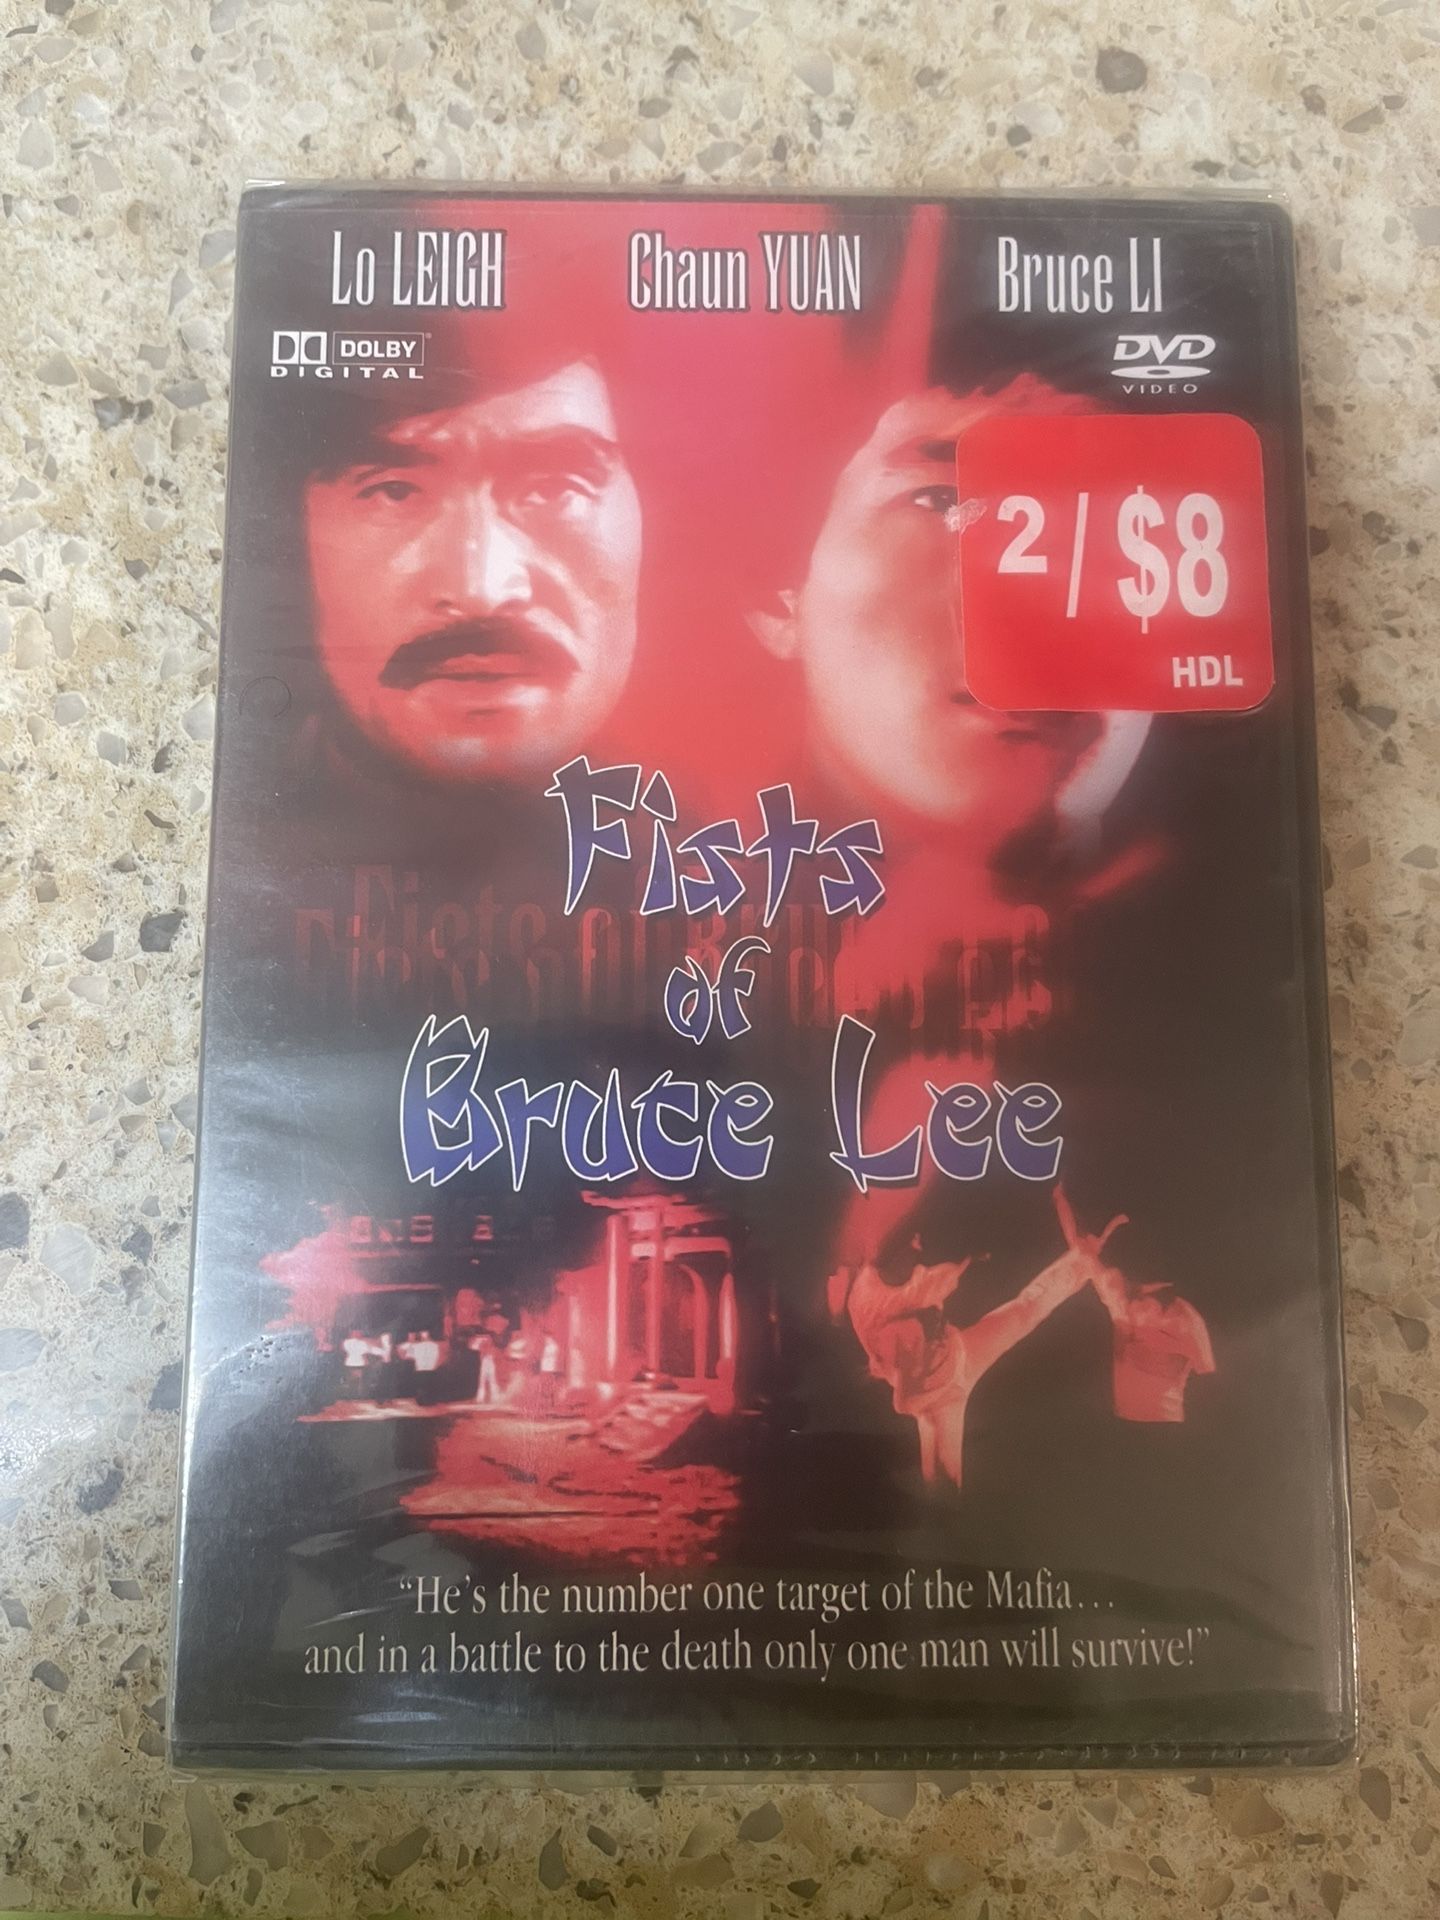 Lo LEIGH Chaun YUAN Bruce LI
DOLBY
DIGITAL
DVD
VIDEO
2/$8
HDL
Fists
of
Bruce Lee
"He's the number one target of the Mafia...
and in a battle to the death only one man will survive!"